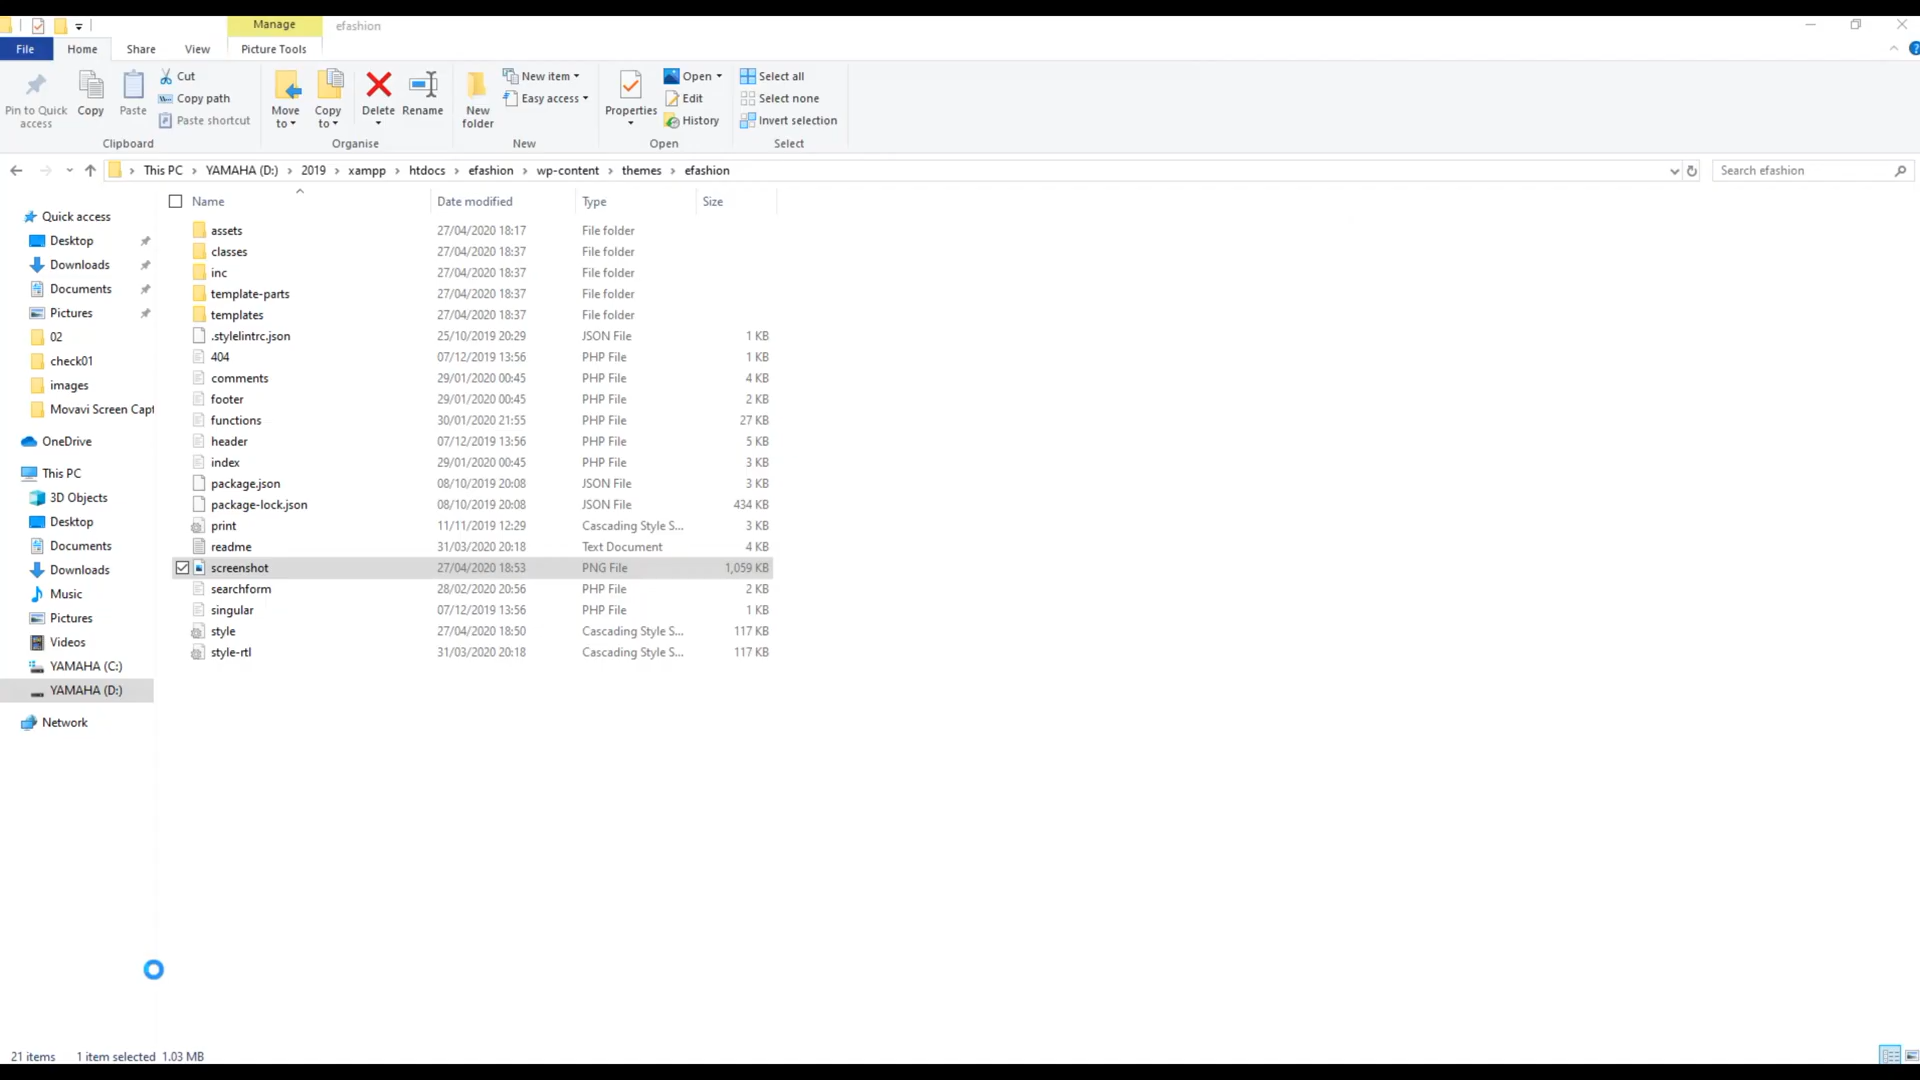 Manage efashion
File Home Share View Picture Tools
Pin to Quick access
Copy
Paste
Cut
Copy path
Paste shortcut
Clipboard
Move to
Copy to
Delete
Rename
Organise
New folder
New item
Easy access
New
Properties
Open
Edit
History
Open
Select all
Select none
Invert selection
Select
This PC › YAMAHA (D:) › 2019 › xampp › htdocs › efashion › wp-content › themes › efashion
Search efashion
Quick access
Desktop
Downloads
Documents
Pictures
02
check01
images
Movavi Screen Capt
OneDrive
This PC
3D Objects
Desktop
Documents
Downloads
Music
Pictures
Videos
YAMAHA (C:)
YAMAHA (D:)
Network
Name Date modified Type Size
assets 27/04/2020 18:17 File folder
classes 27/04/2020 18:37 File folder
inc 27/04/2020 18:37 File folder
template-parts 27/04/2020 18:37 File folder
templates 27/04/2020 18:37 File folder
.stylelintrc.json 25/10/2019 20:29 JSON File 1 KB
404 07/12/2019 13:56 PHP File 1 KB
comments 29/01/2020 00:45 PHP File 4 KB
footer 29/01/2020 00:45 PHP File 2 KB
functions 30/01/2020 21:55 PHP File 27 KB
header 07/12/2019 13:56 PHP File 5 KB
index 29/01/2020 00:45 PHP File 3 KB
package.json 08/10/2019 20:08 JSON File 3 KB
package-lock.json 08/10/2019 20:08 JSON File 434 KB
print 11/11/2019 12:29 Cascading Style S... 3 KB
readme 31/03/2020 20:18 Text Document 4 KB
screenshot 27/04/2020 18:53 PNG File 1,059 KB
searchform 28/02/2020 20:56 PHP File 2 KB
singular 07/12/2019 13:56 PHP File 1 KB
style 27/04/2020 18:50 Cascading Style S... 117 KB
style-rtl 31/03/2020 20:18 Cascading Style S... 117 KB
21 items 1 item selected 1.03 MB